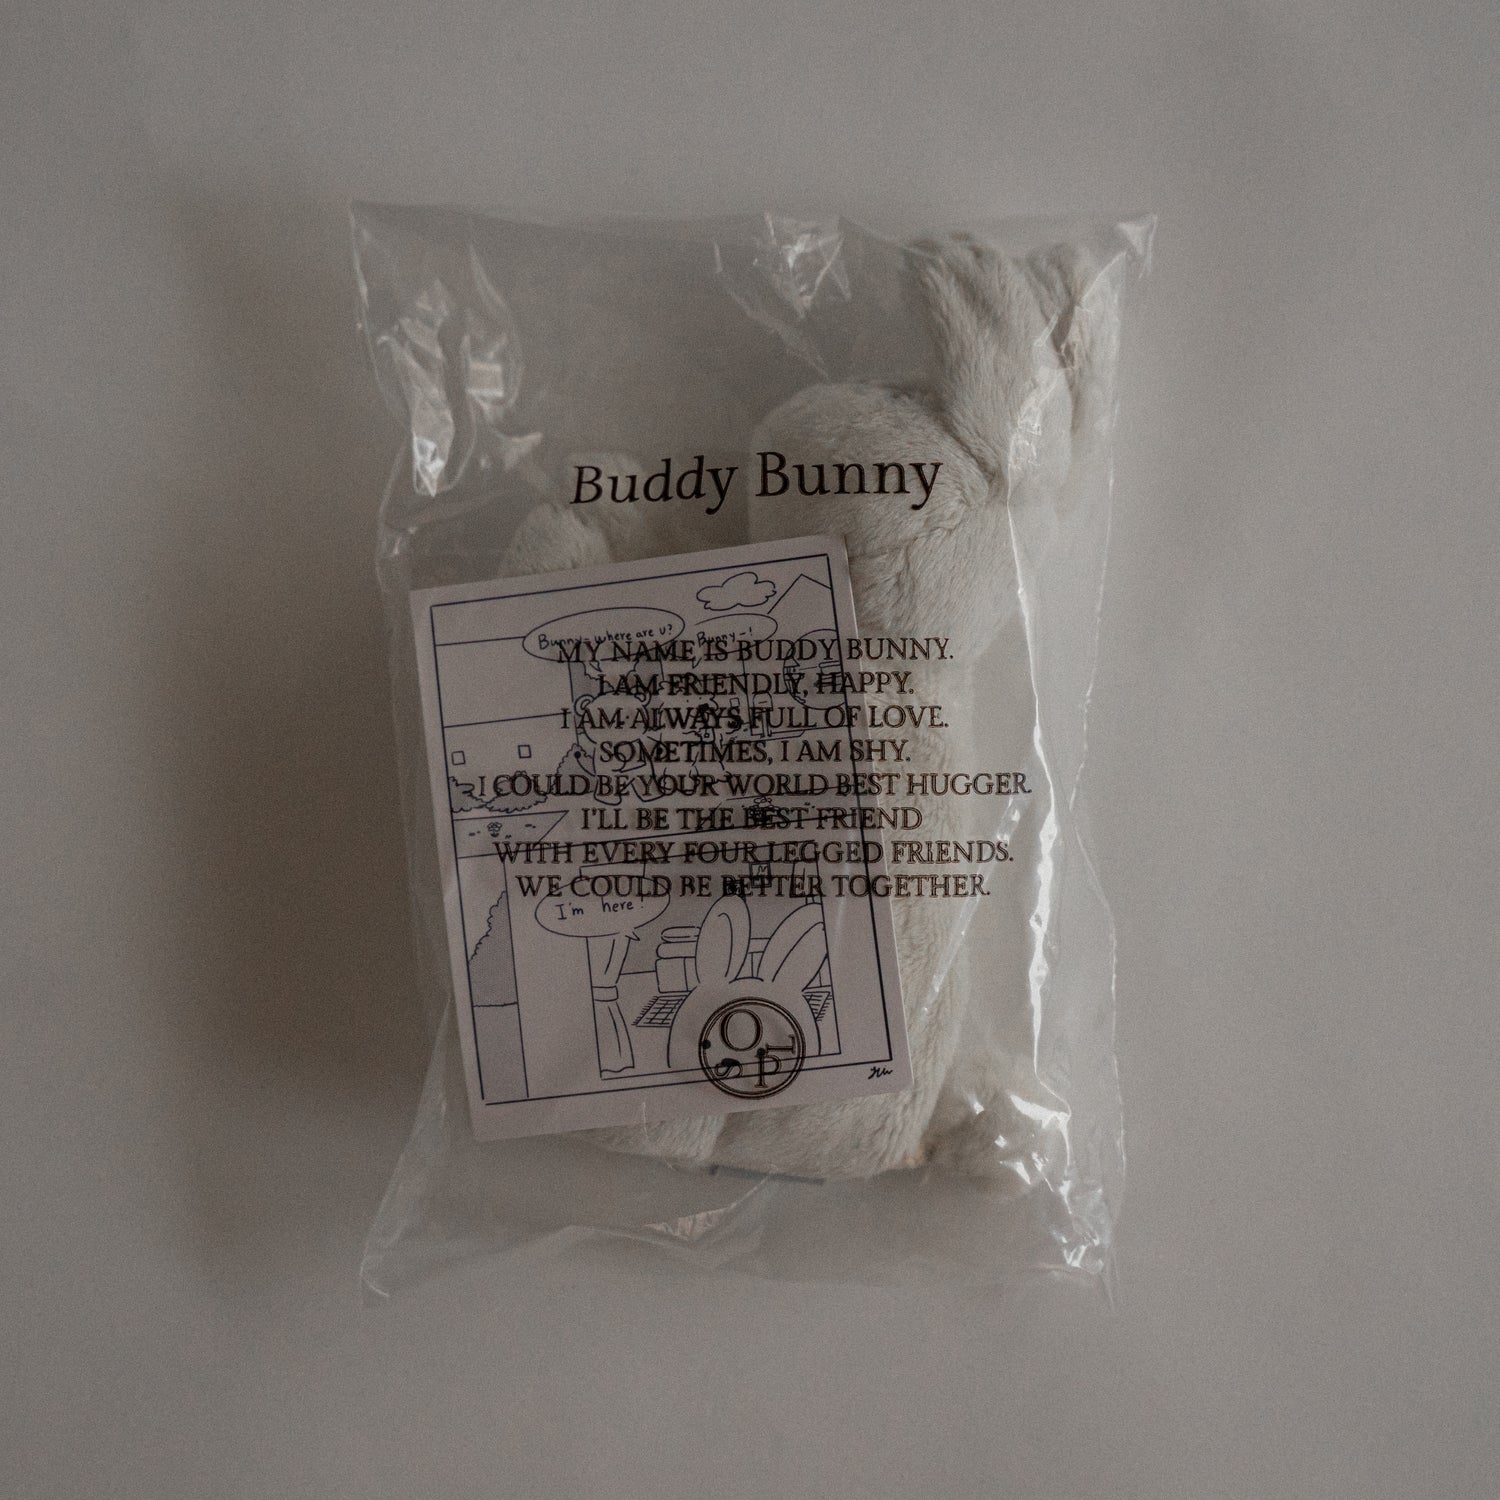 Buddy Bunny
Bunny~ where are u?
Bunny~!
MY NAME IS BUDDY BUNNY.
I AM FRIENDLY, HAPPY.
I AM ALWAYS FULL OF LOVE.
SOMETIMES, I AM SHY.
I COULD BE YOUR WORLD BEST HUGGER.
I'LL BE THE BEST FRIEND
WITH EVERY FOUR LEGGED FRIENDS.
WE COULD BE BETTER TOGETHER.
I'm here!